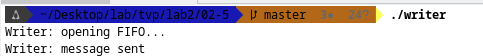 ~/Desktop/lab/tvp/lab2/02-5 master 3+ 24? ./writer
Writer: opening FIFO...
Writer: message sent